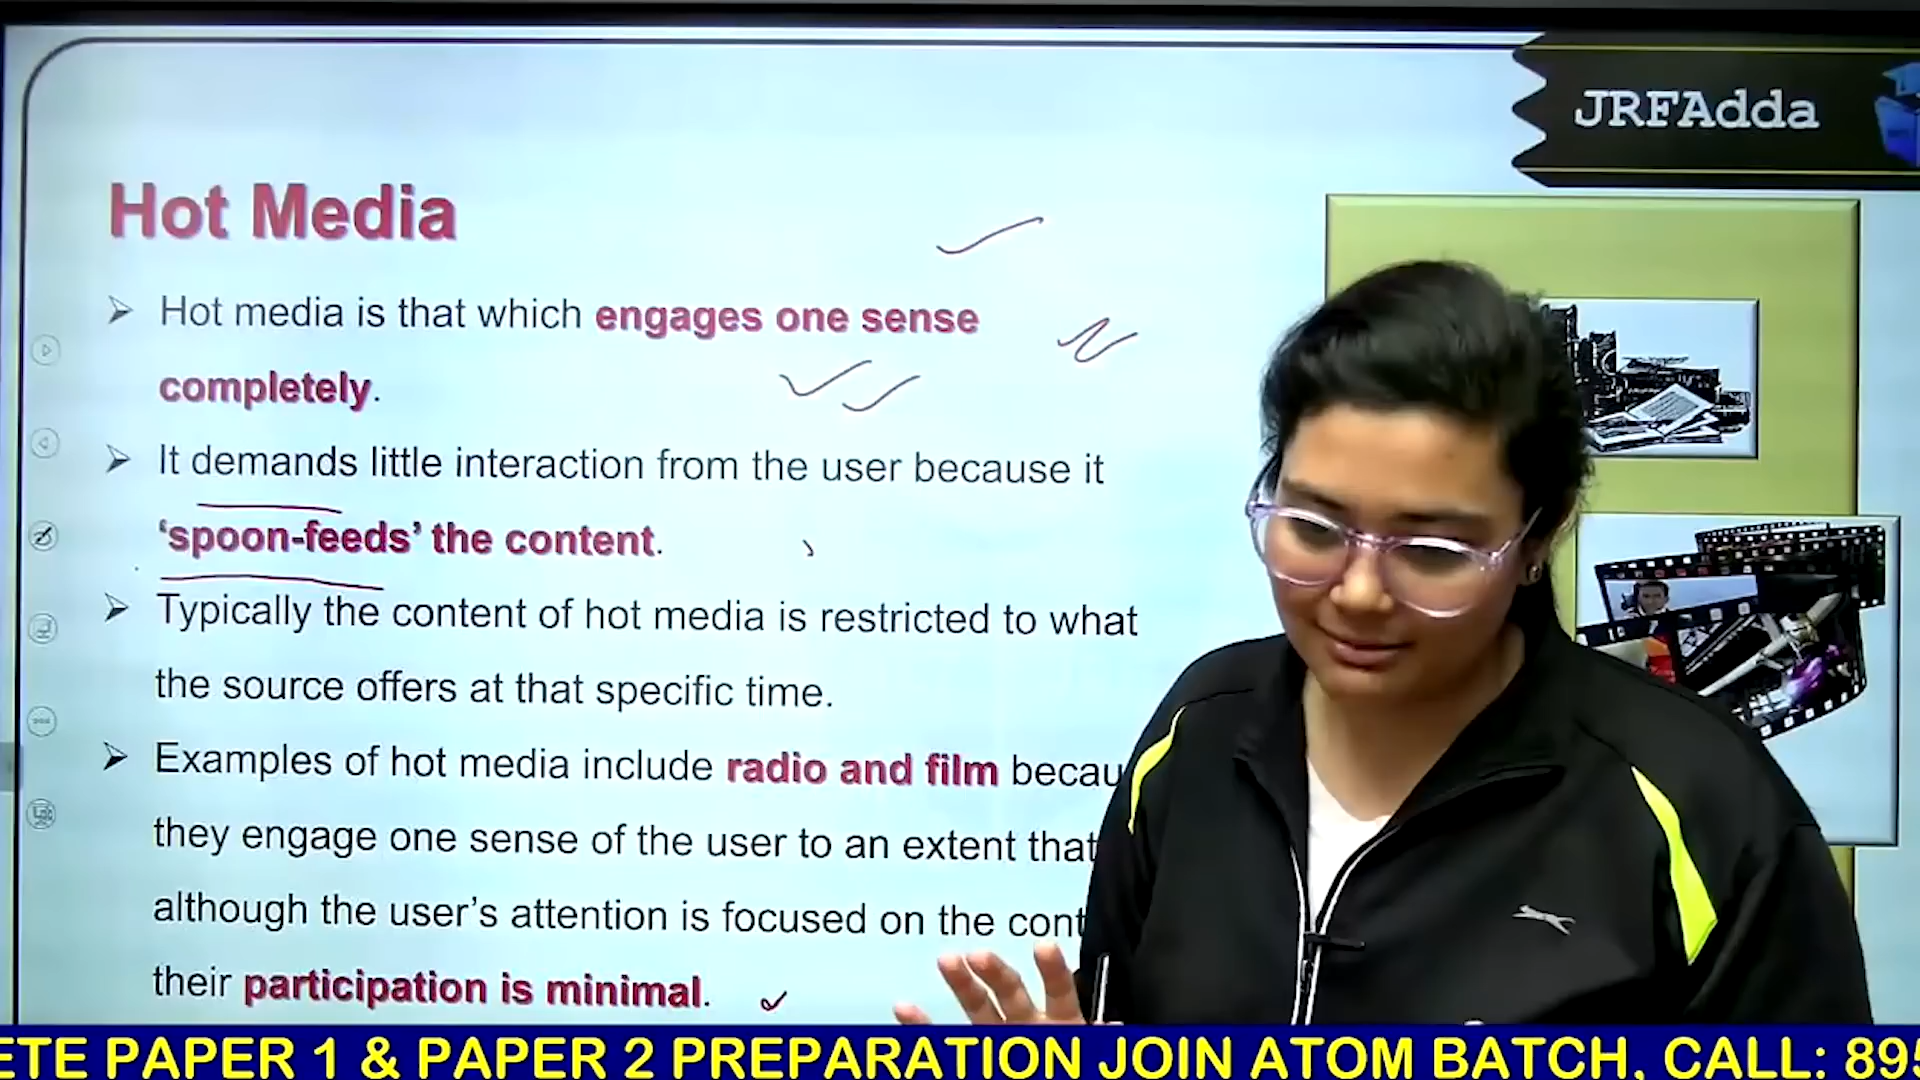 JRFAdda
Hot Media
Hot media is that which engages one sense
completely.
It demands little interaction from the user because it
‘spoon-feeds’ the content.
Typically the content of hot media is restricted to what
the source offers at that specific time.
Examples of hot media include radio and film becau
they engage one sense of the user to an extent that
although the user’s attention is focused on the cont
their participation is minimal.
ETE PAPER 1 & PAPER 2 PREPARATION JOIN ATOM BATCH, CALL: 895